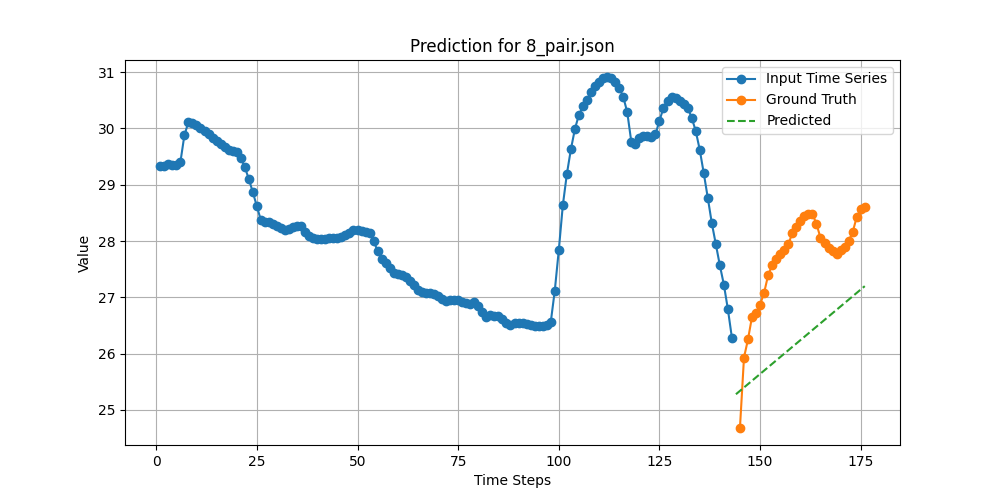 Prediction for 8_pair.json
Input Time Series
Ground Truth
Predicted
Value
31
30
29
28
27
26
25
0 25 50 75 100 125 150 175
Time Steps